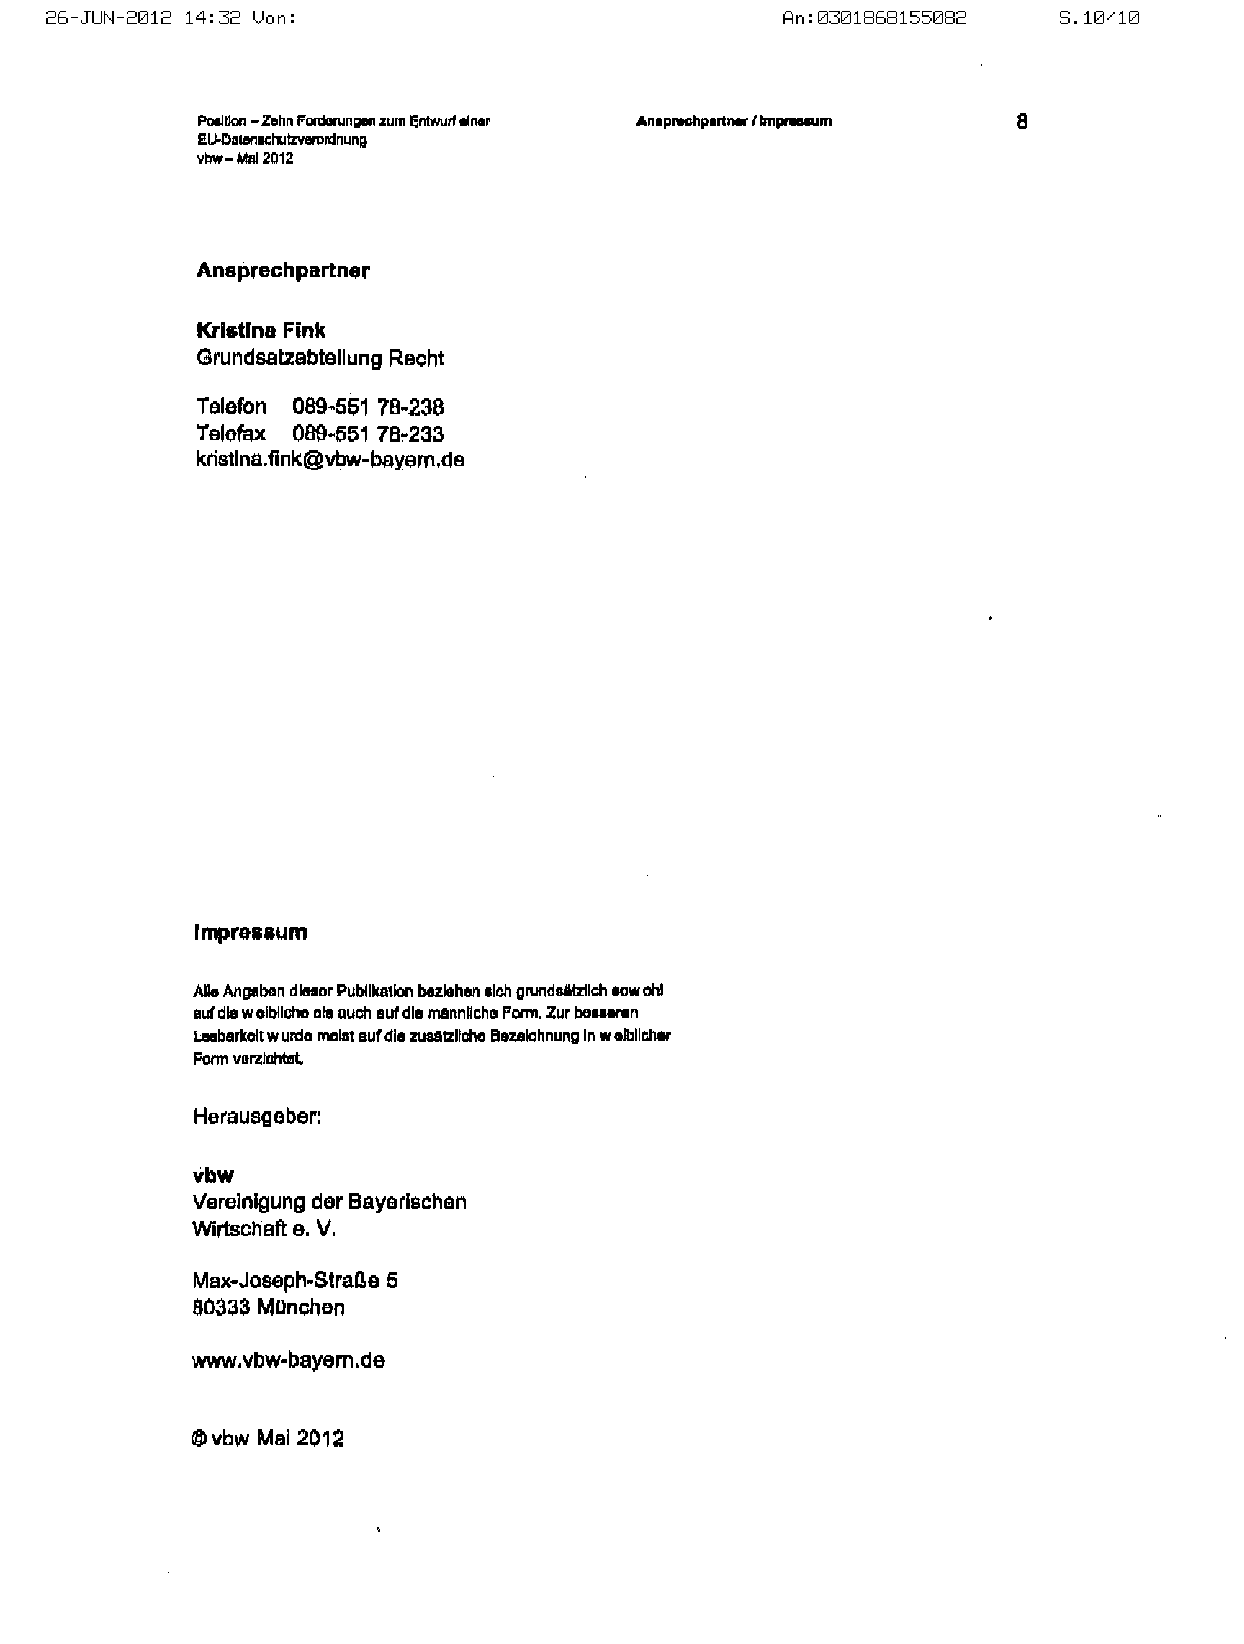 26-JUN-2012 14:32 Von: An:0301868155082 S.10/10
Position – Zehn Forderungen zum Entwurf einer Ansprechpartner / Impressum 8
EU-Datenschutzverordnung
vbw – Mai 2012
Ansprechpartner
Kristina Fink
Grundsatzabteilung Recht
Telefon 089-551 78-238
Telefax 089-551 78-233
kristina.fink@vbw-bayern.de
Impressum
Alle Angaben dieser Publikation beziehen sich grundsätzlich sowohl
auf die weibliche als auch auf die männliche Form. Zur besseren
Lesbarkeit wurde meist auf die zusätzliche Bezeichnung in weiblicher
Form verzichtet.
Herausgeber:
vbw
Vereinigung der Bayerischen
Wirtschaft e. V.
Max-Joseph-Straße 5
80333 München
www.vbw-bayern.de
© vbw Mai 2012